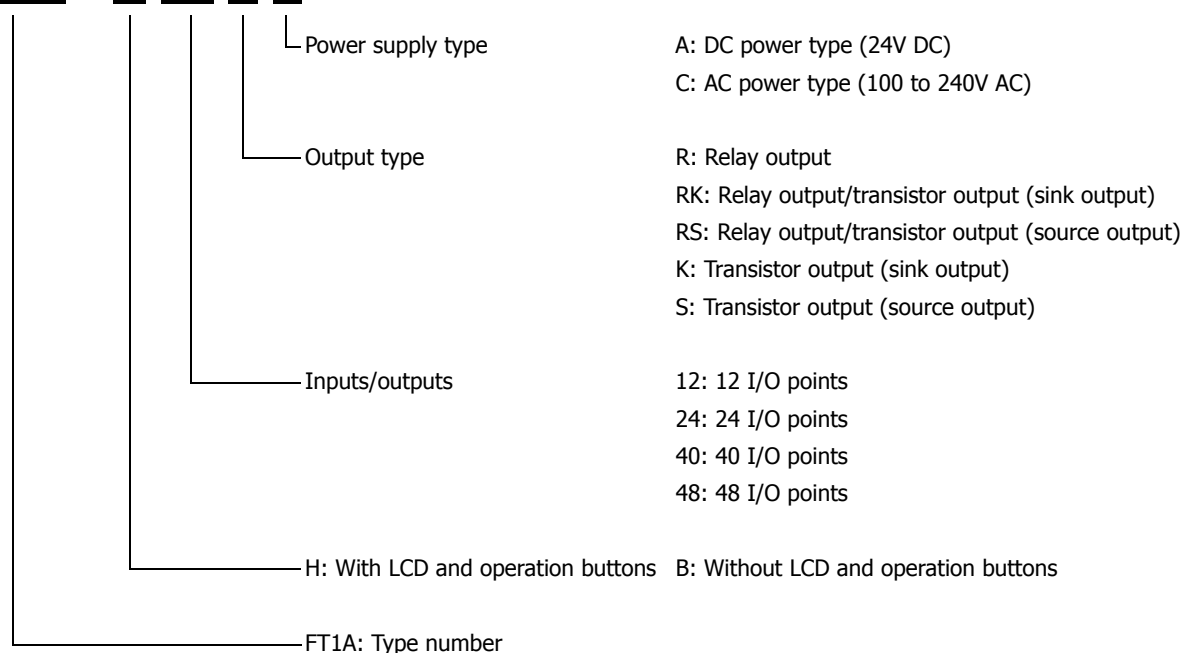 Power supply type A: DC power type (24V DC)
C: AC power type (100 to 240V AC)
Output type R: Relay output
RK: Relay output/transistor output (sink output)
RS: Relay output/transistor output (source output)
K: Transistor output (sink output)
S: Transistor output (source output)
Inputs/outputs 12: 12 I/O points
24: 24 I/O points
40: 40 I/O points
48: 48 I/O points
H: With LCD and operation buttons B: Without LCD and operation buttons
FT1A: Type number